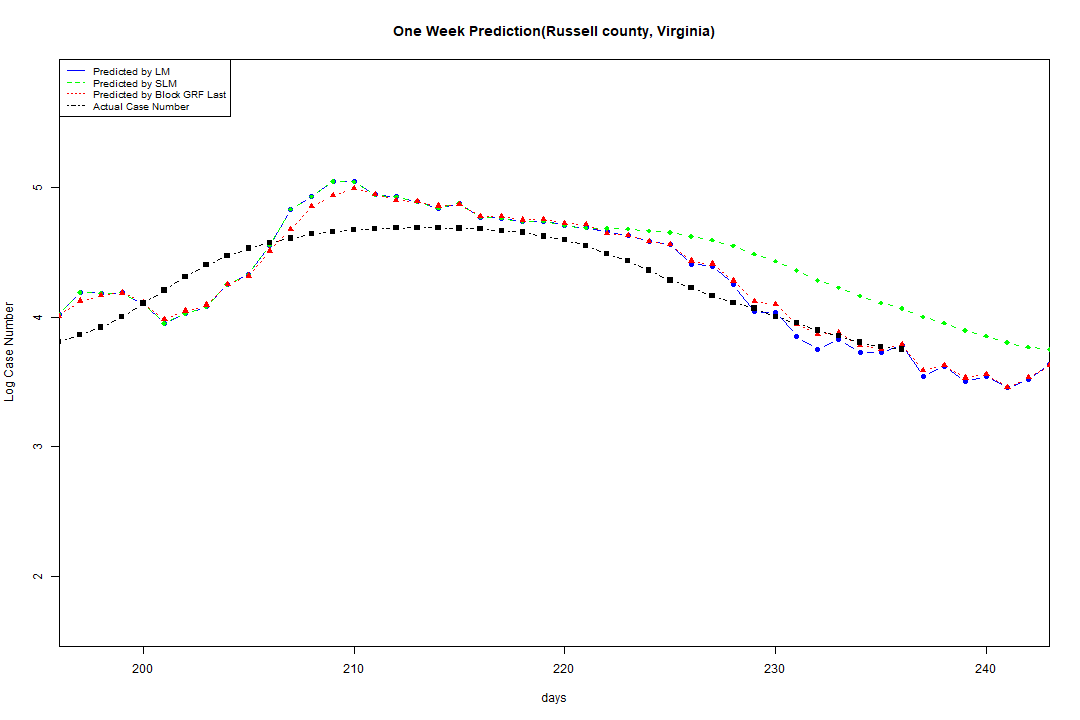 One Week Prediction(Russell county, Virginia)
Predicted by LM
Predicted by SLM
Predicted by Block GRF Last
Actual Case Number
Log Case Number
5
4
3
2
200 210 220 230 240
days